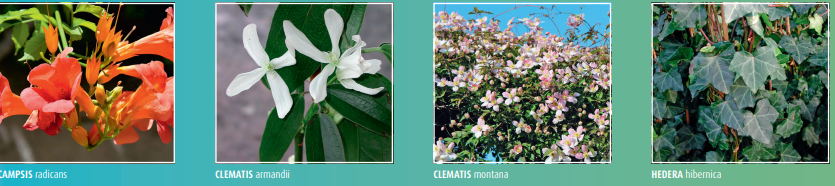 CAMPSIS radicans
CLEMATIS armandii
CLEMATIS montana
HEDERA hibernica